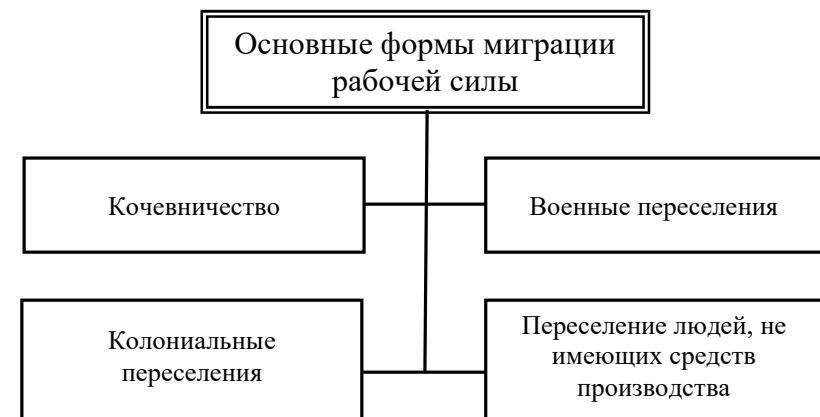 Основные формы миграции
рабочей силы
Кочевничество
Военные переселения
Колониальные
переселения
Переселение людей, не
имеющих средств
производства